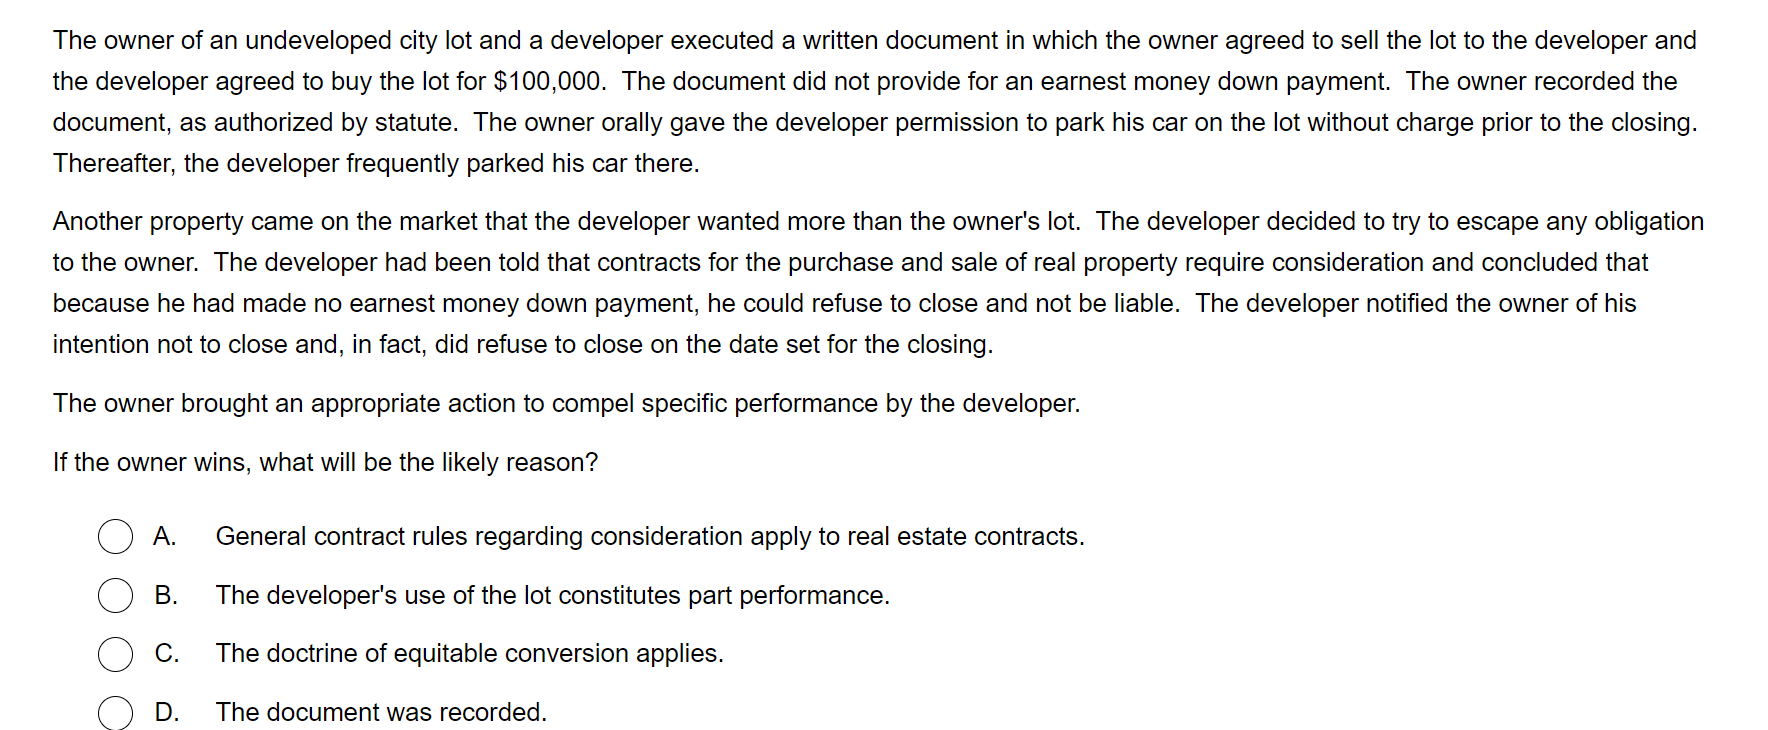 The owner of an undeveloped city lot and a developer executed a written document in which the owner agreed to sell the lot to the developer and
the developer agreed to buy the lot for $100,000.  The document did not provide for an earnest money down payment.  The owner recorded the
document, as authorized by statute.  The owner orally gave the developer permission to park his car on the lot without charge prior to the closing.
Thereafter, the developer frequently parked his car there.
Another property came on the market that the developer wanted more than the owner's lot.  The developer decided to try to escape any obligation
to the owner.  The developer had been told that contracts for the purchase and sale of real property require consideration and concluded that
because he had made no earnest money down payment, he could refuse to close and not be liable.  The developer notified the owner of his
intention not to close and, in fact, did refuse to close on the date set for the closing.
The owner brought an appropriate action to compel specific performance by the developer.
If the owner wins, what will be the likely reason?
A. General contract rules regarding consideration apply to real estate contracts.
B. The developer's use of the lot constitutes part performance.
C. The doctrine of equitable conversion applies.
D. The document was recorded.